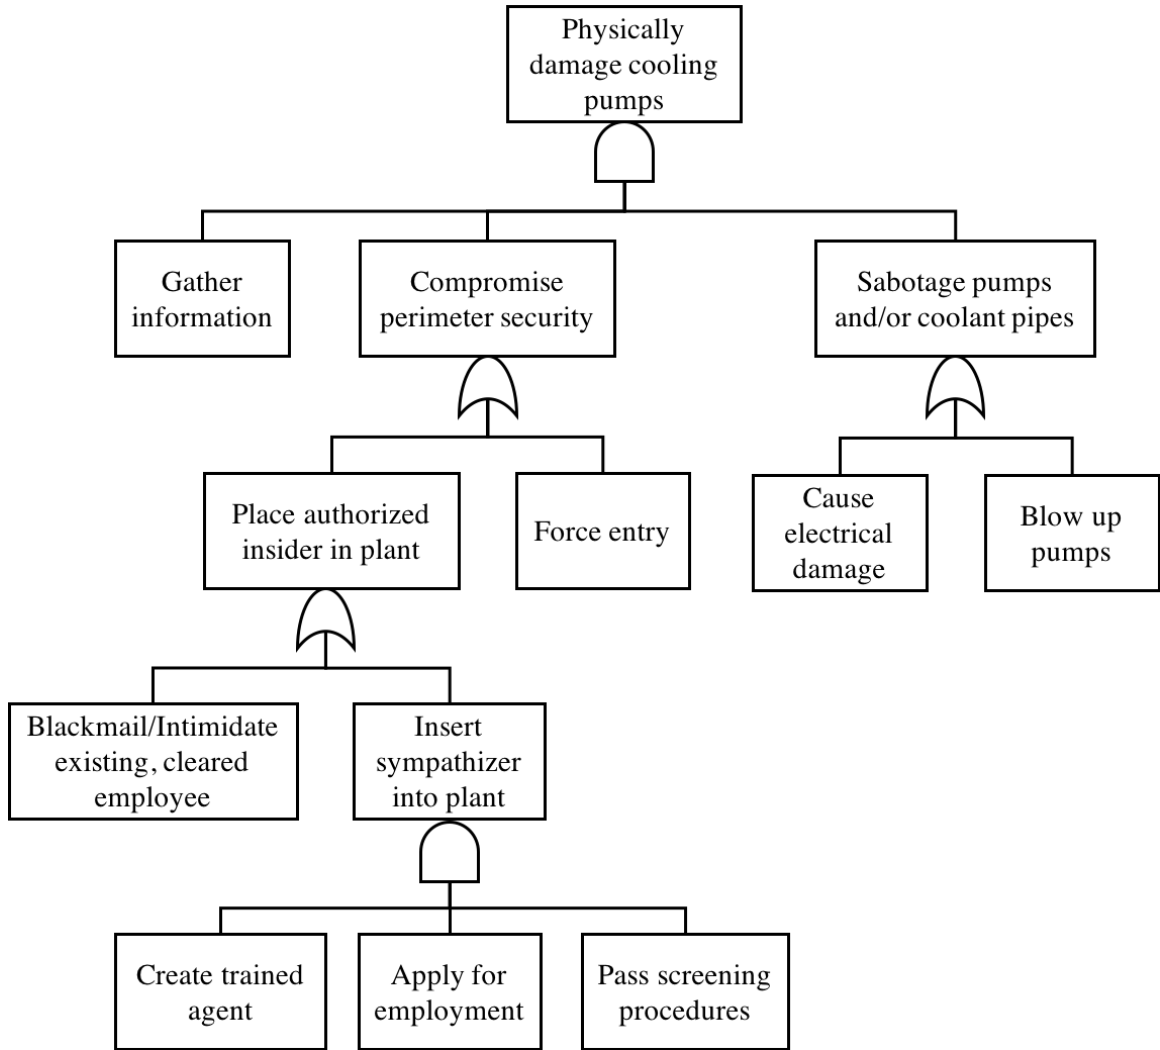 Physically
damage cooling
pumps
Gather
information
Compromise
perimeter security
Sabotage pumps
and/or coolant pipes
Place authorized
insider in plant
Force entry
Cause
electrical
damage
Blow up
pumps
Blackmail/Intimidate
existing, cleared
employee
Insert
sympathizer
into plant
Create trained
agent
Apply for
employment
Pass screening
procedures